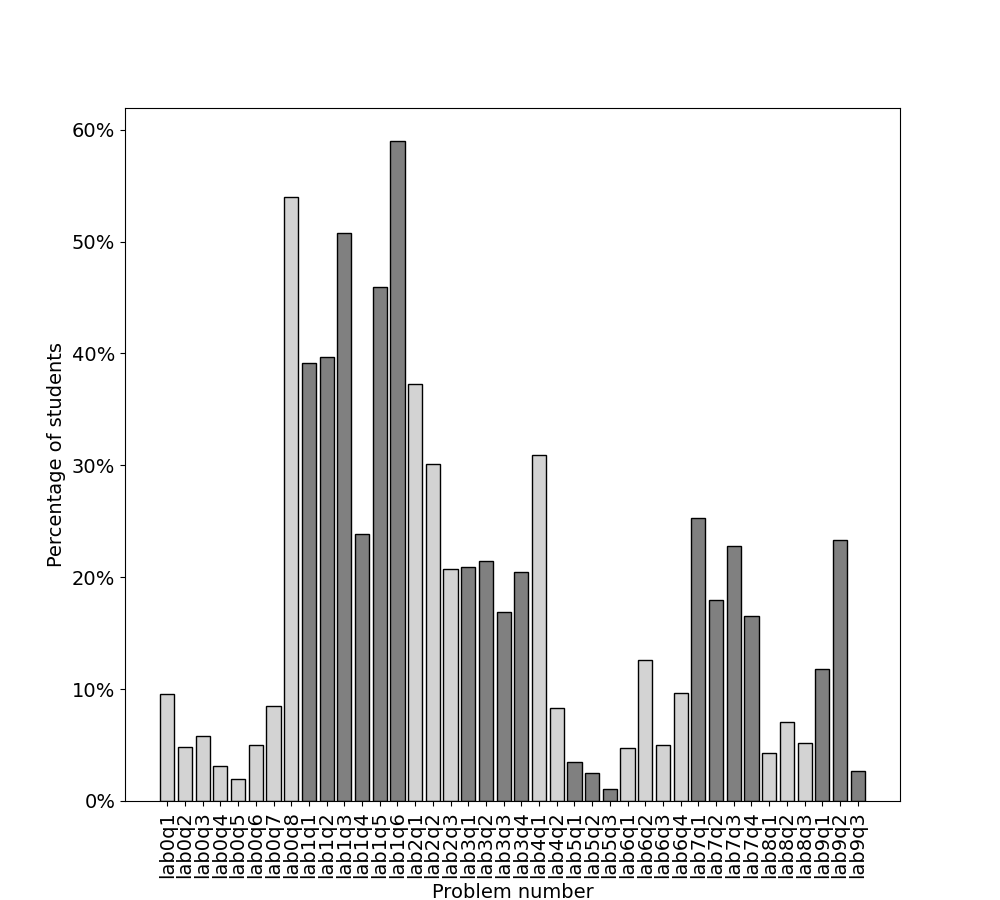 60%
50%
40%
30%
20%
10%
0%
Percentage of students
lab0q1
lab0q2
lab0q3
lab0q4
lab0q5
lab0q6
lab0q7
lab0q8
lab1q1
lab1q2
lab1q3
lab1q4
lab1q5
lab1q6
lab2q1
lab2q2
lab2q3
lab3q1
lab3q2
lab3q3
lab3q4
lab4q1
lab4q2
lab5q1
lab5q2
lab5q3
lab6q1
lab6q2
lab6q3
lab6q4
lab7q1
lab7q2
lab7q3
lab7q4
lab8q1
lab8q2
lab8q3
lab9q1
lab9q2
lab9q3
Problem number